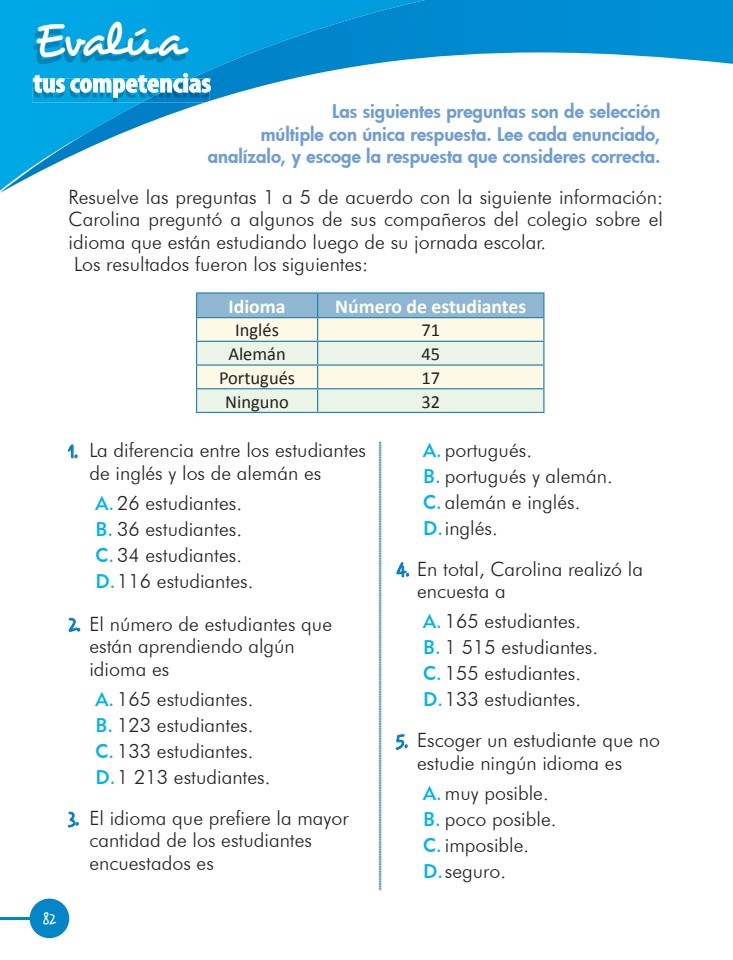 Evalúa
tus competencias
Las siguientes preguntas son de selección
múltiple con única respuesta. Lee cada enunciado,
analízalo, y escoge la respuesta que consideres correcta.
Resuelve las preguntas 1 a 5 de acuerdo con la siguiente información:
Carolina preguntó a algunos de sus compañeros del colegio sobre el
idioma que están estudiando luego de su jornada escolar.
Los resultados fueron los siguientes:
Idioma Número de estudiantes
Inglés 71
Alemán 45
Portugués 17
Ninguno 32
1. La diferencia entre los estudiantes
de inglés y los de alemán es
A. 26 estudiantes.
B. 36 estudiantes.
C. 34 estudiantes.
D. 116 estudiantes.
2. El número de estudiantes que
están aprendiendo algún
idioma es
A. 165 estudiantes.
B. 123 estudiantes.
C. 133 estudiantes.
D. 1 213 estudiantes.
3. El idioma que prefiere la mayor
cantidad de los estudiantes
encuestados es
A. portugués.
B. portugués y alemán.
C. alemán e inglés.
D. inglés.
4. En total, Carolina realizó la
encuesta a
A. 165 estudiantes.
B. 1 515 estudiantes.
C. 155 estudiantes.
D. 133 estudiantes.
5. Escoger un estudiante que no
estudie ningún idioma es
A. muy posible.
B. poco posible.
C. imposible.
D. seguro.
82